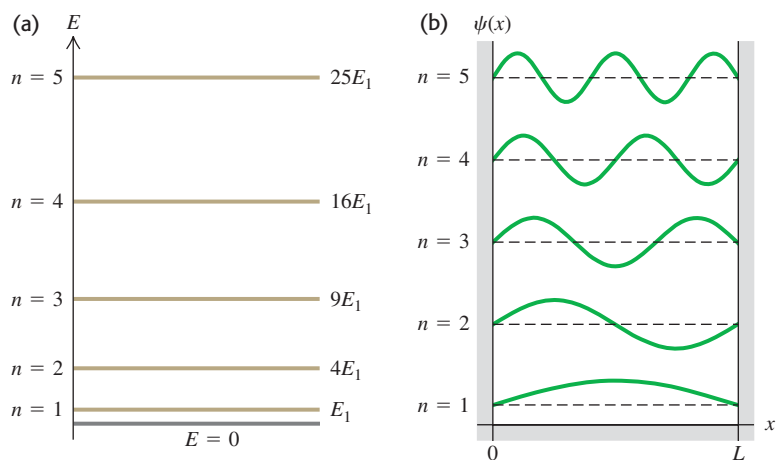 (a)
E
n = 5 25E₁
n = 4 16E₁
n = 3 9E₁
n = 2 4E₁
n = 1 E₁
E = 0
(b)
ψ(x)
n = 5
n = 4
n = 3
n = 2
n = 1
x
0 L